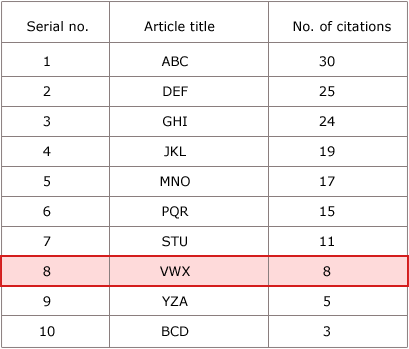 Serial no. Article title No. of citations
1 ABC 30
2 DEF 25
3 GHI 24
4 JKL 19
5 MNO 17
6 PQR 15
7 STU 11
8 VWX 8
9 YZA 5
10 BCD 3